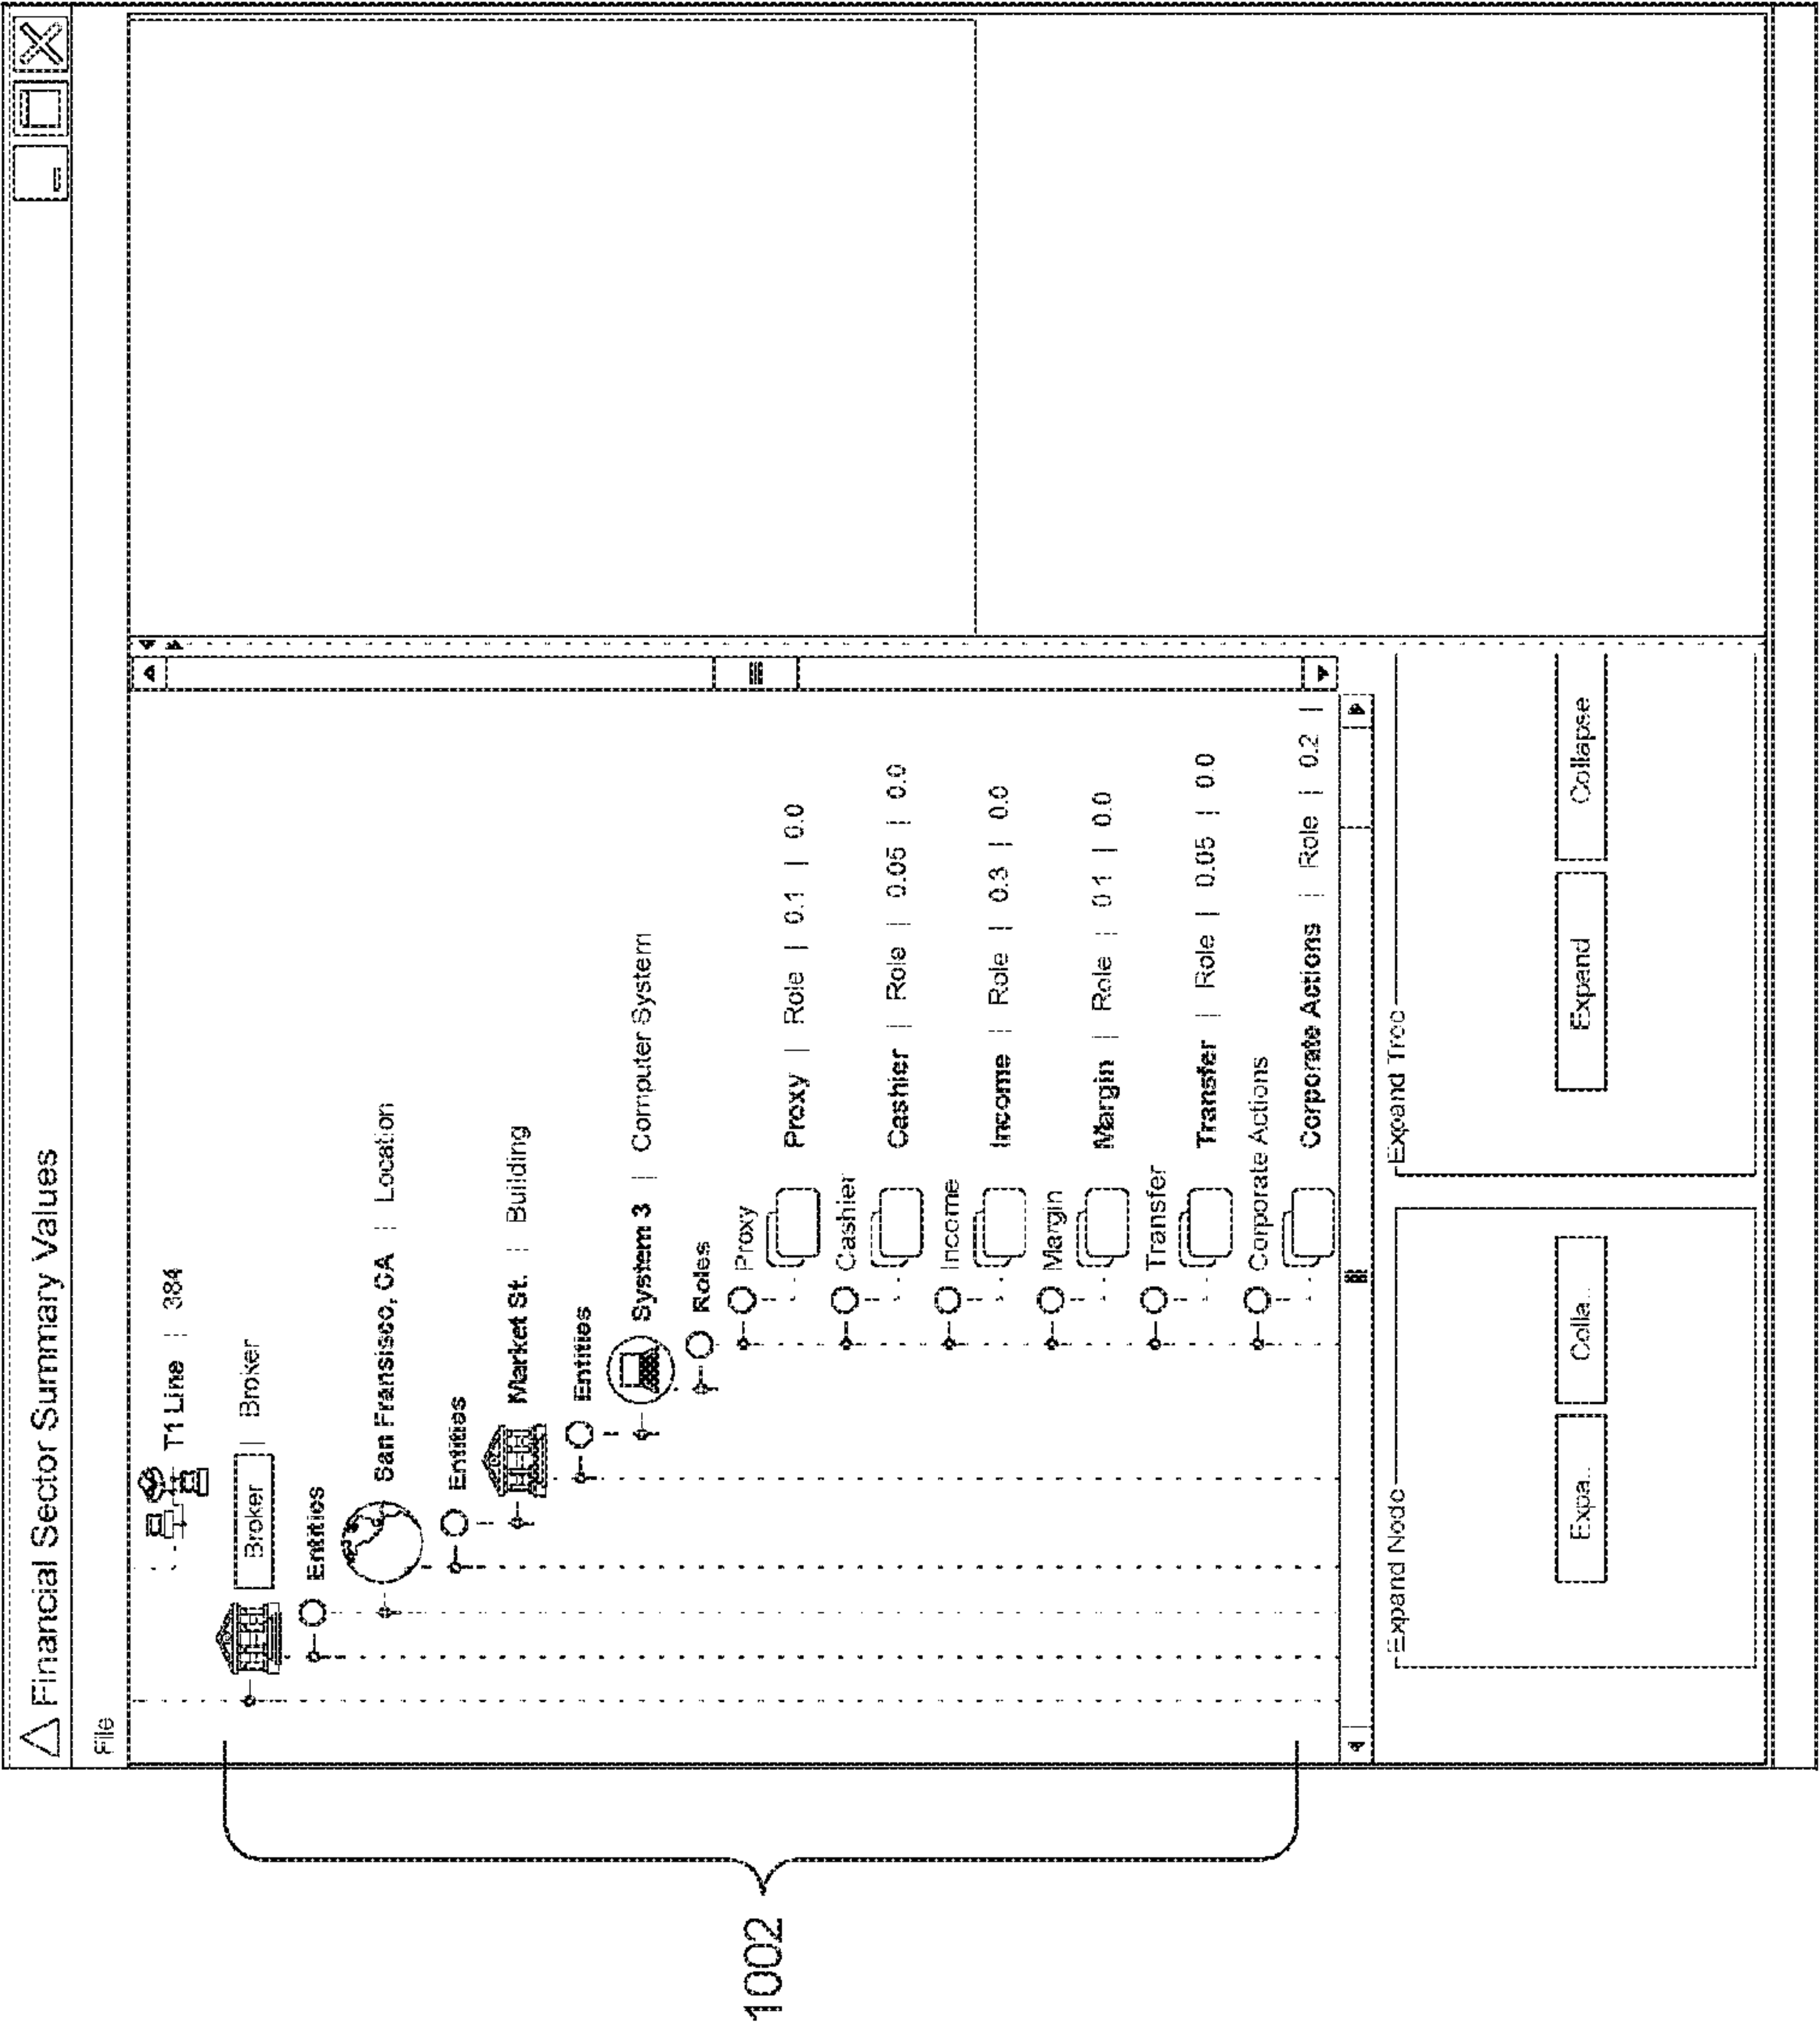 Financial Sector Summary Values
File
T1 Line | 384
Broker | Broker
Entities
San Fransisco, CA | Location
Entities
Market St. | Building
Entities
System 3 | Computer System
Roles
Proxy
Proxy | Role | 0.1 | 0.0
Cashier
Cashier | Role | 0.05 | 0.0
Income
Income | Role | 0.3 | 0.0
Margin
Margin | Role | 0.1 | 0.0
Transfer
Transfer | Role | 0.05 | 0.0
Corporate Actions
Corporate Actions | Role | 0.2 |
Expand Node
Expand Tree
Expa..
Colla..
Expand
Collapse
1002